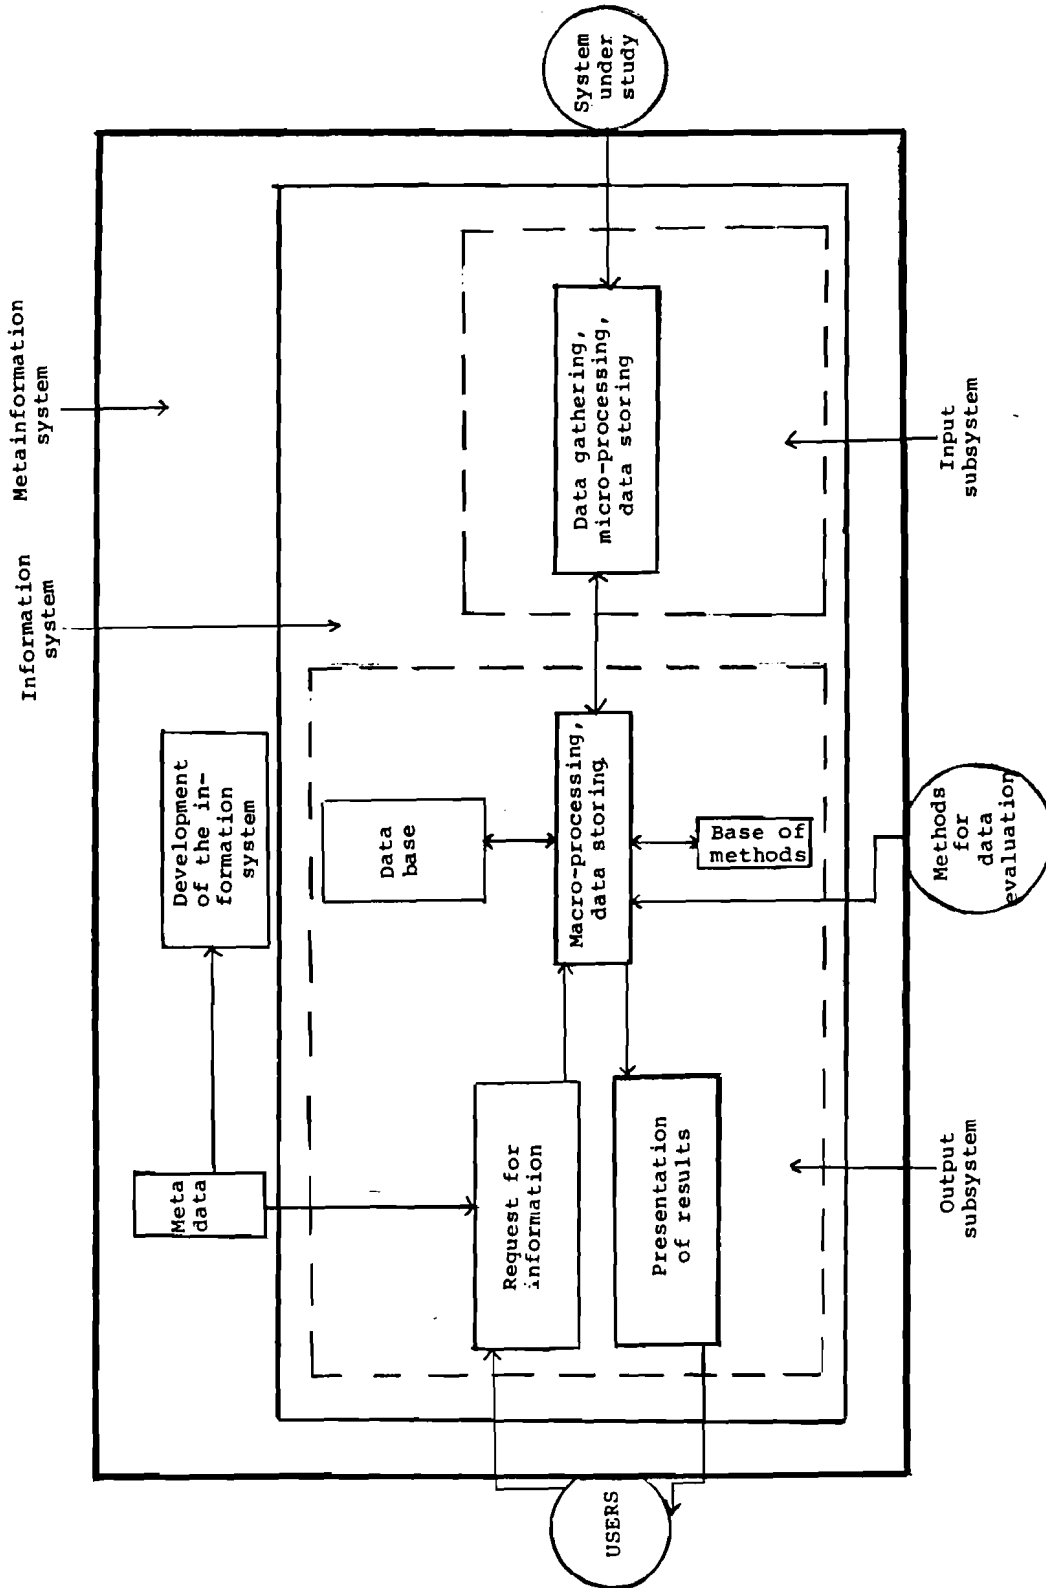 Metainformation
system
Information
system
Development
of the in-
formation
system
Meta
data
Data
base
System
under
study
Data gathering,
micro-processing,
data storing
Macro-processing,
data storing
Base of
methods
Request for
information
Presentation
of results
USERS
Input
subsystem
Output
subsystem
Methods
for
data
evaluation